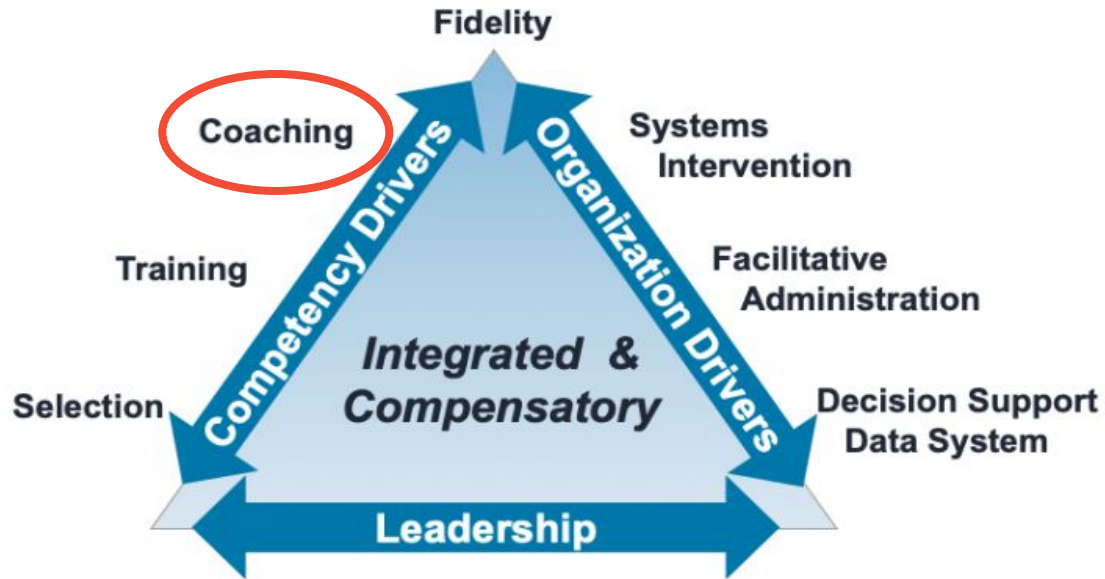 Fidelity
Coaching
Systems
Intervention
Training
Facilitative
Administration
Competency Drivers
Organization Drivers
Integrated &
Compensatory
Selection
Decision Support
Data System
Leadership